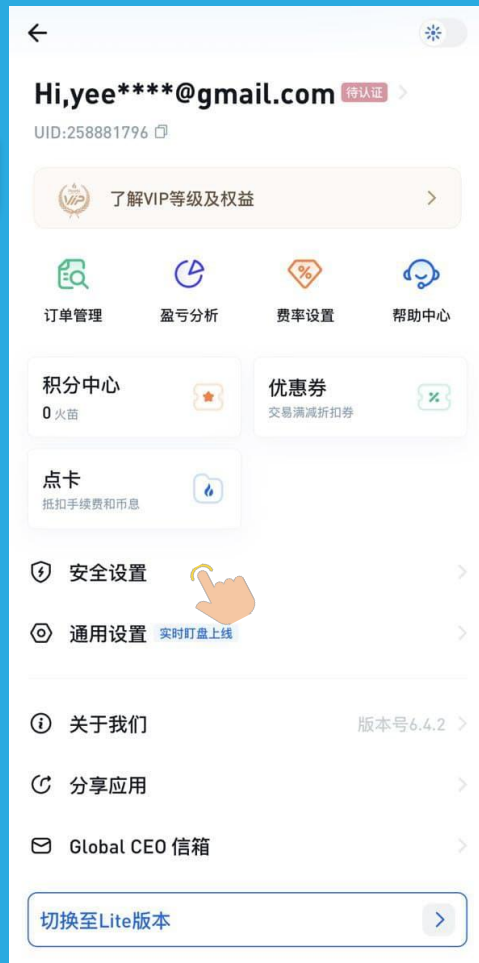 Hi,yee****@gmail.com 待认证
UID:258881796
VIP 了解VIP等级及权益
订单管理 盈亏分析 费率设置 帮助中心
积分中心
0 火苗
优惠券
交易满减折扣券
点卡
抵扣手续费和币息
安全设置
通用设置 实时盯盘上线
关于我们 版本号6.4.2
分享应用
Global CEO 信箱
切换至Lite版本